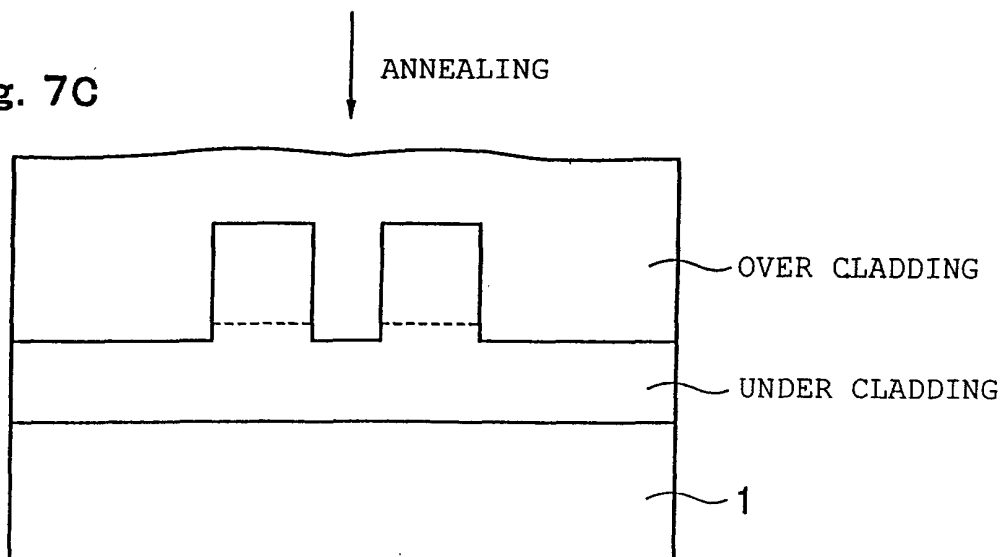 ANNEALING
g. 7C
OVER CLADDING
UNDER CLADDING
1